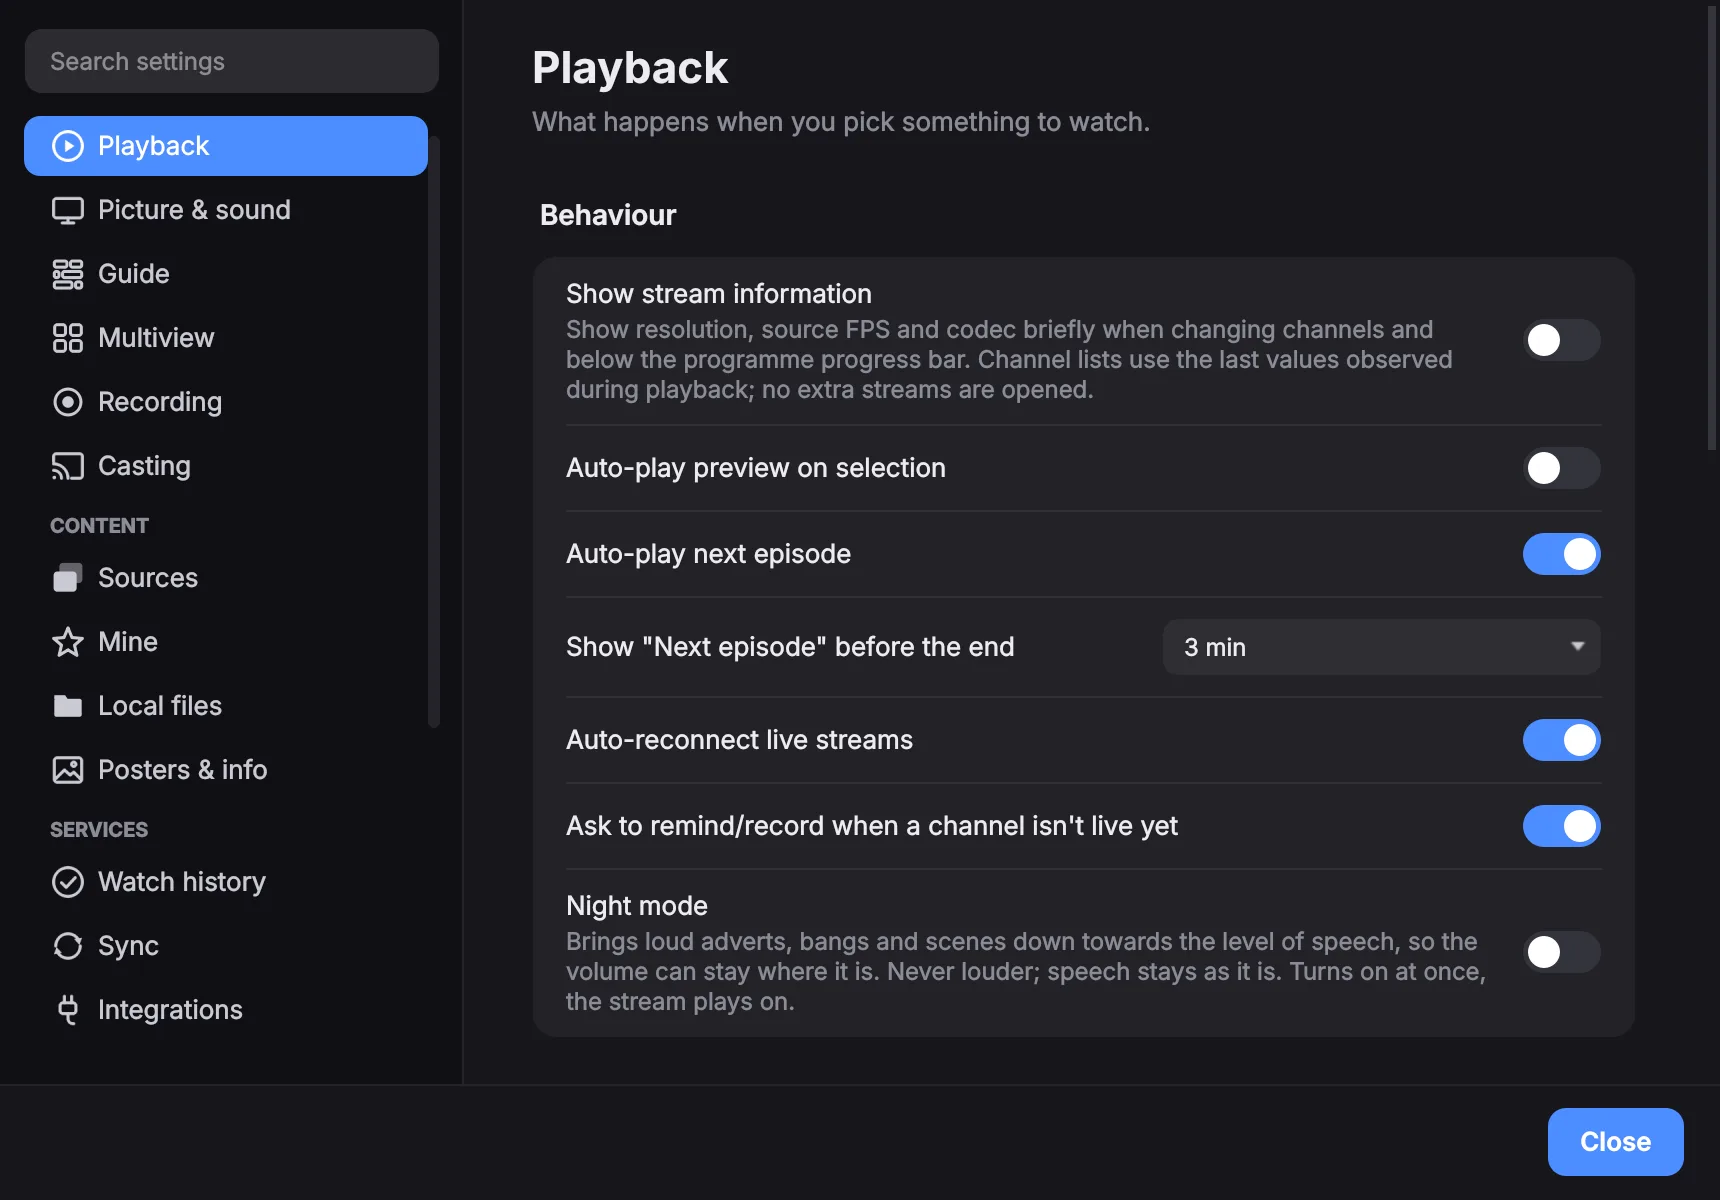 Search settings
Playback
Picture & sound
Guide
Multiview
Recording
Casting
CONTENT
Sources
Mine
Local files
Posters & info
SERVICES
Watch history
Sync
Integrations
Playback
What happens when you pick something to watch.
Behaviour
Show stream information
Show resolution, source FPS and codec briefly when changing channels and
below the programme progress bar. Channel lists use the last values observed
during playback; no extra streams are opened.
Auto-play preview on selection
Auto-play next episode
Show "Next episode" before the end
3 min
Auto-reconnect live streams
Ask to remind/record when a channel isn't live yet
Night mode
Brings loud adverts, bangs and scenes down towards the level of speech, so the
volume can stay where it is. Never louder; speech stays as it is. Turns on at once,
the stream plays on.
Close